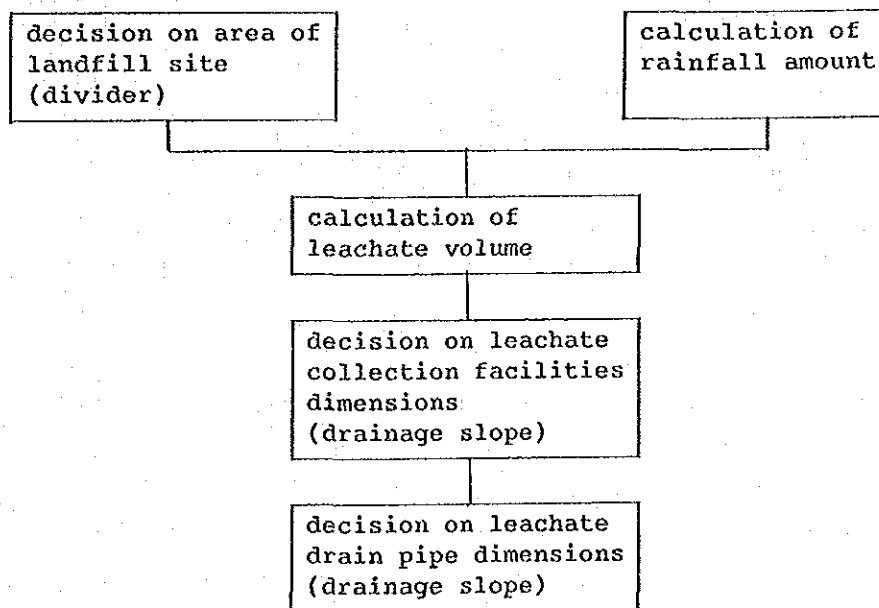 decision on area of
landfill site
(divider)
calculation of
rainfall amount
calculation of
leachate volume
decision on leachate
collection facilities
dimensions
(drainage slope)
decision on leachate
drain pipe dimensions
(drainage slope)